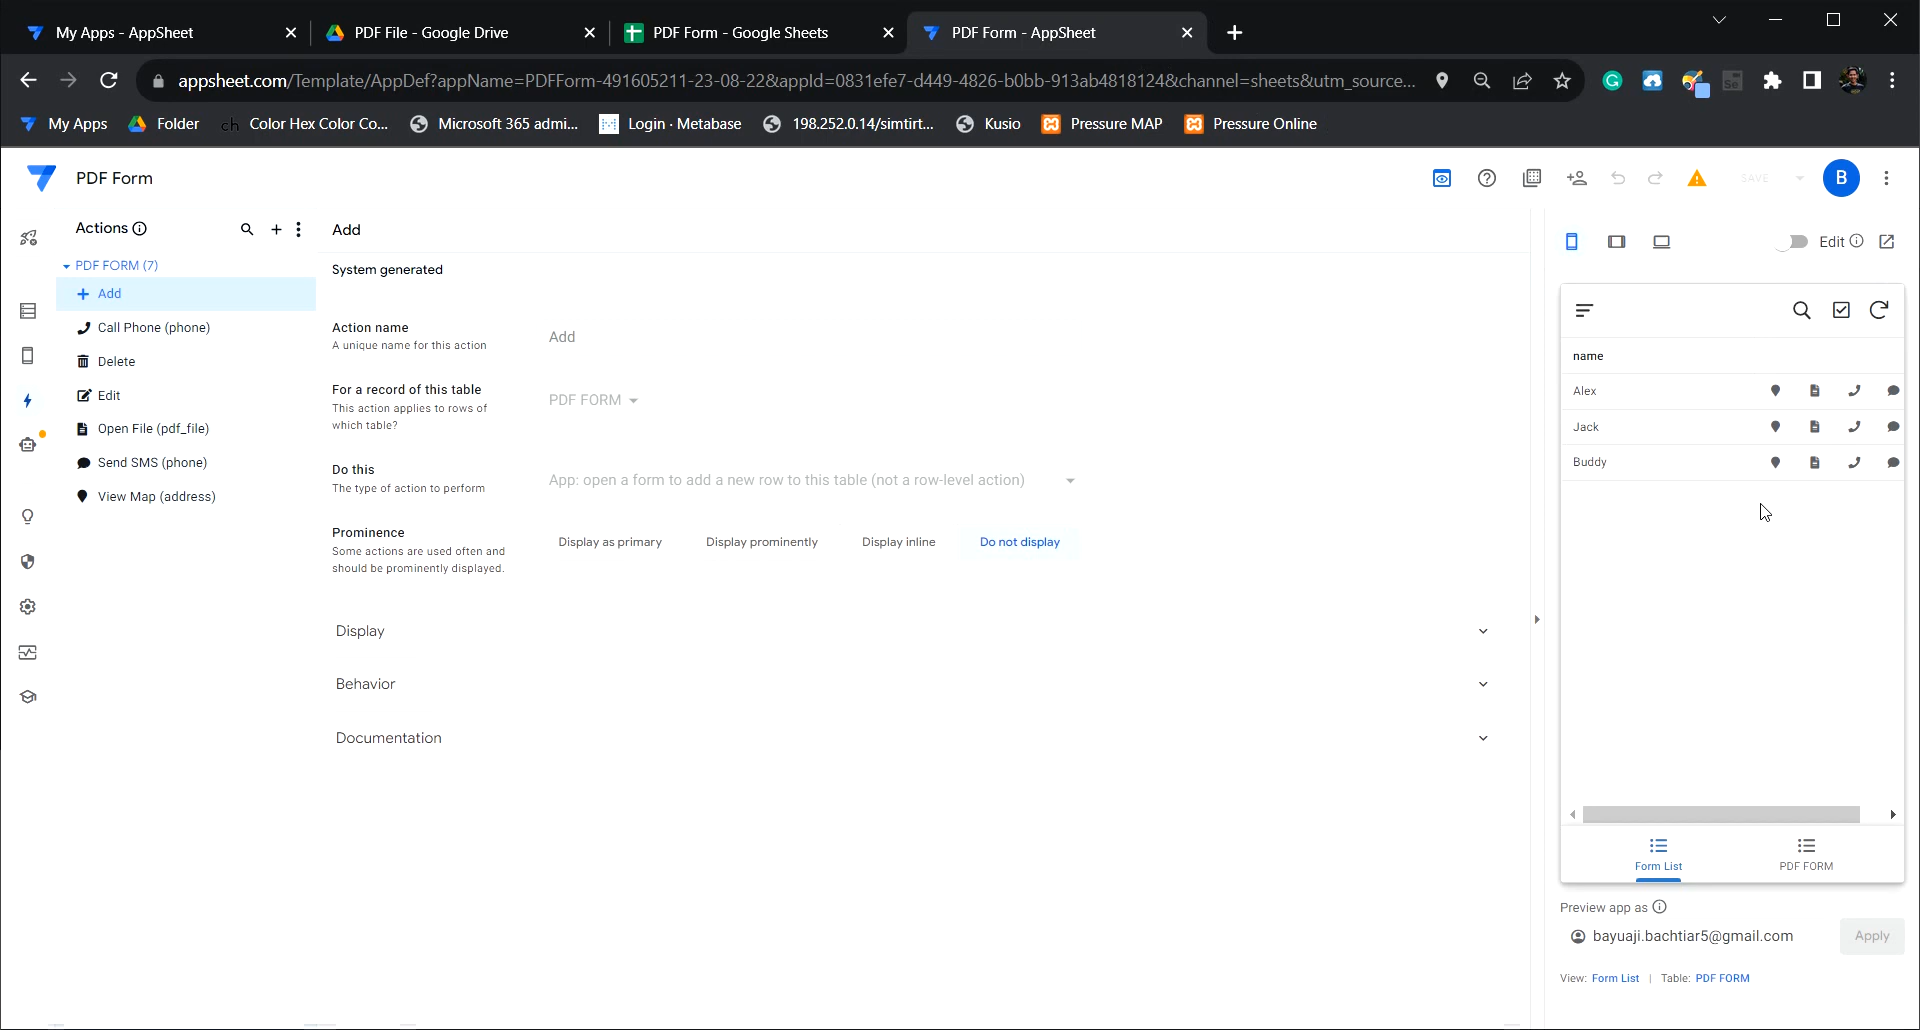 My Apps - AppSheet
PDF File - Google Drive
PDF Form - Google Sheets
PDF Form - AppSheet
appsheet.com/Template/AppDef?appName=PDFForm-491605211-23-08-22&appId=0831efe7-d449-4826-b0bb-913ab4818124&channel=sheets&utm_source...
My Apps
Folder
ch Color Hex Color Co...
Microsoft 365 admi...
Login · Metabase
198.252.0.14/simtirt...
Kusio
Pressure MAP
Pressure Online
PDF Form
SAVE
B
Actions
Add
Edit
PDF FORM (7)
Add
Call Phone (phone)
Delete
Edit
Open File (pdf_file)
Send SMS (phone)
View Map (address)
System generated
Action name
A unique name for this action
Add
For a record of this table
This action applies to rows of
which table?
PDF FORM
Do this
The type of action to perform
App: open a form to add a new row to this table (not a row-level action)
Prominence
Some actions are used often and
should be prominently displayed.
Display as primary
Display prominently
Display inline
Do not display
Display
Behavior
Documentation
name
Alex
Jack
Buddy
Form List
PDF FORM
Preview app as
bayuaji.bachtiar5@gmail.com
Apply
View: Form List | Table: PDF FORM